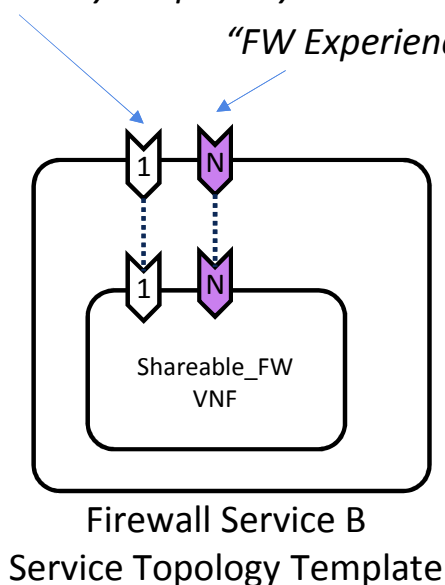 “FW Experienc
1 N
1 N
Shareable_FW
VNF
Firewall Service B
Service Topology Template